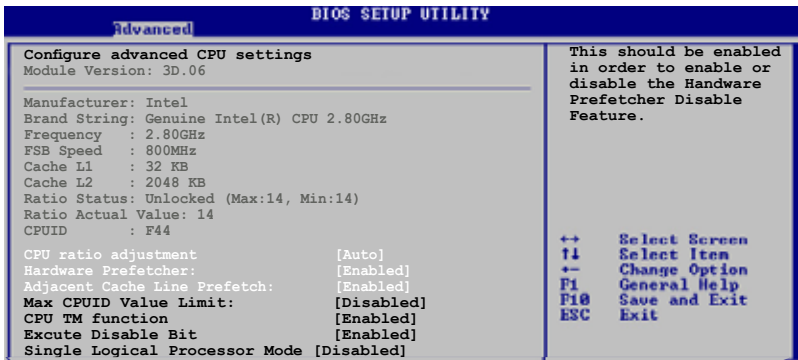 BIOS SETUP UTILITY
Advanced
Configure advanced CPU settings
Module Version: 3D.06
Manufacturer: Intel
Brand String: Genuine Intel(R) CPU 2.80GHz
Frequency : 2.80GHz
FSB Speed : 800MHz
Cache L1 : 32 KB
Cache L2 : 2048 KB
Ratio Status: Unlocked (Max:14, Min:14)
Ratio Actual Value: 14
CPUID : F44
CPU ratio adjustment [Auto]
Hardware Prefetcher: [Enabled]
Adjacent Cache Line Prefetch: [Enabled]
Max CPUID Value Limit: [Disabled]
CPU TM function [Enabled]
Excute Disable Bit [Enabled]
Single Logical Processor Mode [Disabled]
This should be enabled
in order to enable or
disable the Hardware
Prefetcher Disable
Feature.
←→ Select Screen
↑↓ Select Item
+- Change Option
F1 General Help
F10 Save and Exit
ESC Exit